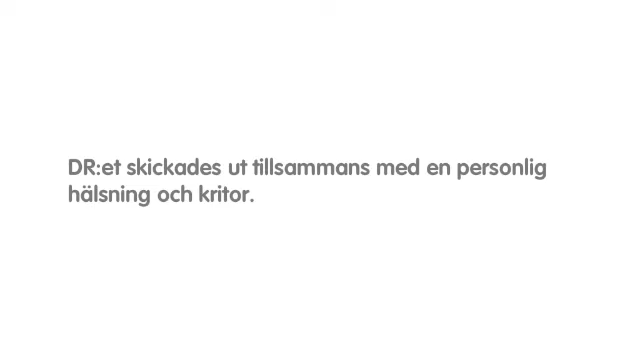 DR:et skickades ut tillsammans med en personlig
hälsning och kritor.